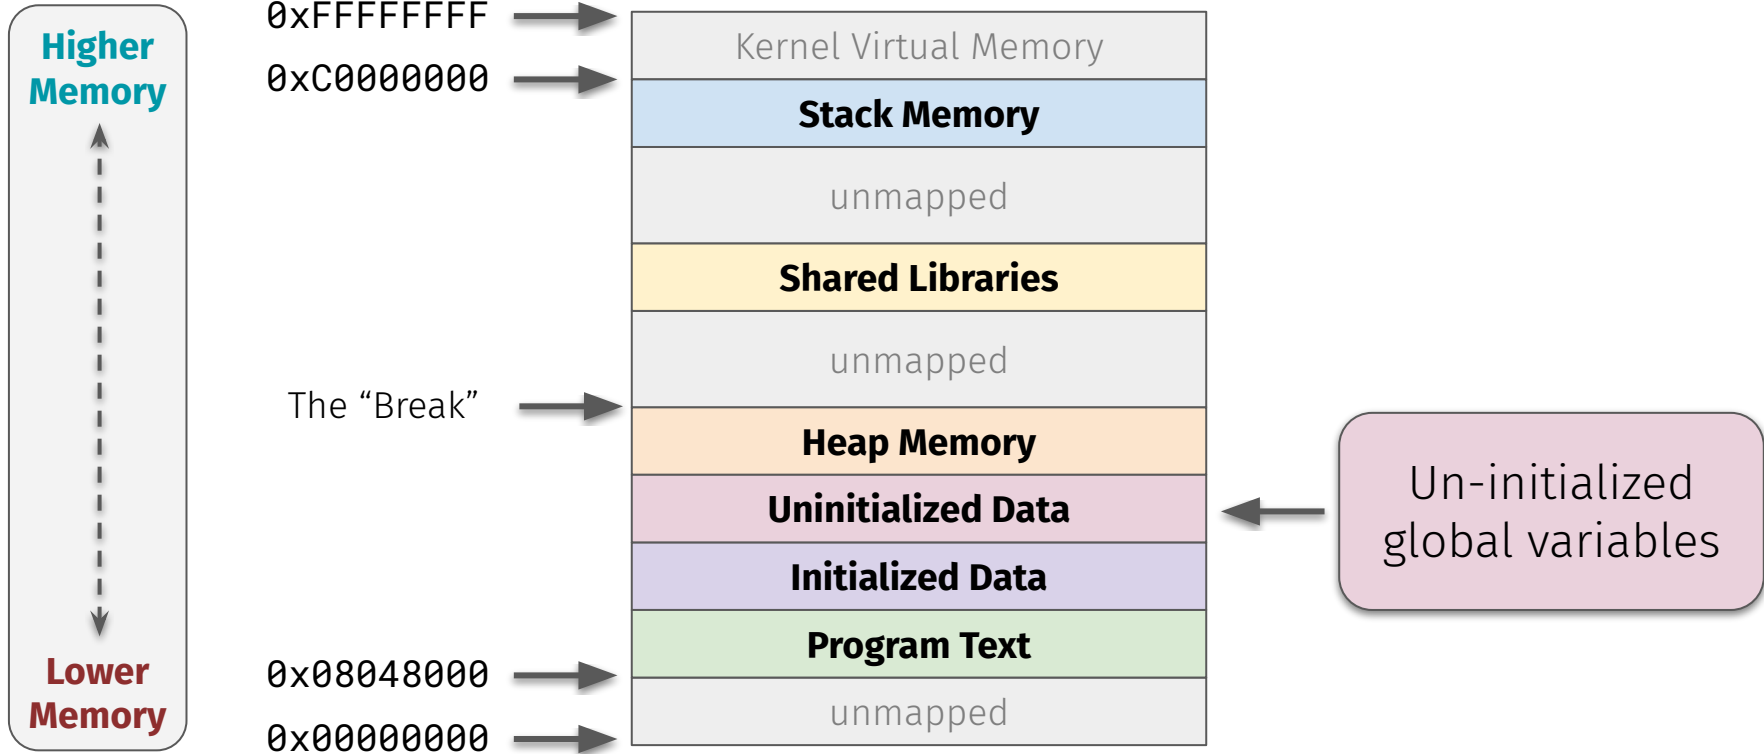 Higher
Memory
Lower
Memory
0xFFFFFFFF
0xC0000000
The “Break”
0x08048000
0x00000000
Kernel Virtual Memory
Stack Memory
unmapped
Shared Libraries
unmapped
Heap Memory
Uninitialized Data
Initialized Data
Program Text
unmapped
Un-initialized
global variables